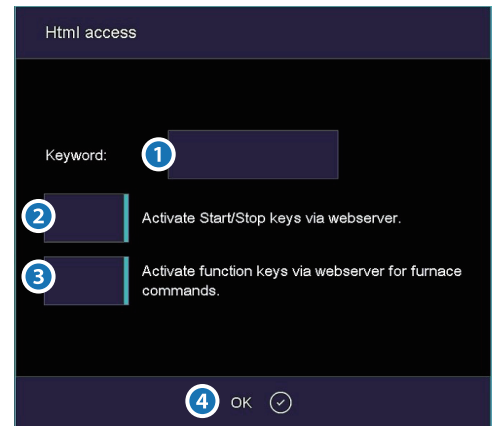 Html access
Keyword:
1
2
Activate Start/Stop keys via webserver.
3
Activate function keys via webserver for furnace
commands.
4
OK